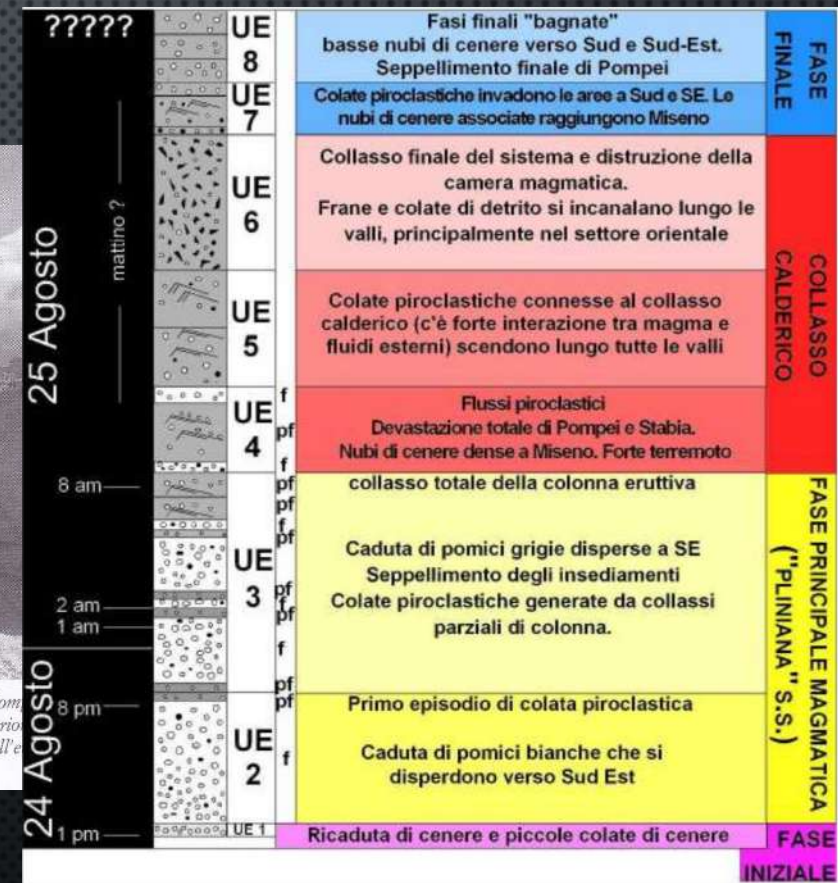 ?????
UE
8
Fasi finali "bagnate"
basse nubi di cenere verso Sud e Sud-Est.
Seppellimento finale di Pompei
FASE
FINALE
UE
7
Colate piroclastiche invadono le aree a Sud e SE. Le
nubi di cenere associate raggiungono Miseno
25 Agosto
mattino ?
UE
6
Collasso finale del sistema e distruzione della
camera magmatica.
Frane e colate di detrito si incanalano lungo le
valli, principalmente nel settore orientale
COLLASSO
CALDERICO
UE
5
Colate piroclastiche connesse al collasso
calderico (c'è forte interazione tra magma e
fluidi esterni) scendono lungo tutte le valli
UE
4
f
pf
f
Flussi piroclastici
Devastazione totale di Pompei e Stabia.
Nubi di cenere dense a Miseno. Forte terremoto
8 am
2 am
1 am
UE
3
pf
pf
f
pf
pf
f
pf
f
pf
collasso totale della colonna eruttiva
Caduta di pomici grigie disperse a SE
Seppellimento degli insediamenti
Colate piroclastiche generate da collassi
parziali di colonna.
FASE PRINCIPALE MAGMATICA
("PLINIANA" S.S.)
24 Agosto
8 pm
UE
2
pf
f
Primo episodio di colata piroclastica
Caduta di pomici bianche che si
disperdono verso Sud Est
1 pm
UE 1
Ricaduta di cenere e piccole colate di cenere
FASE
INIZIALE